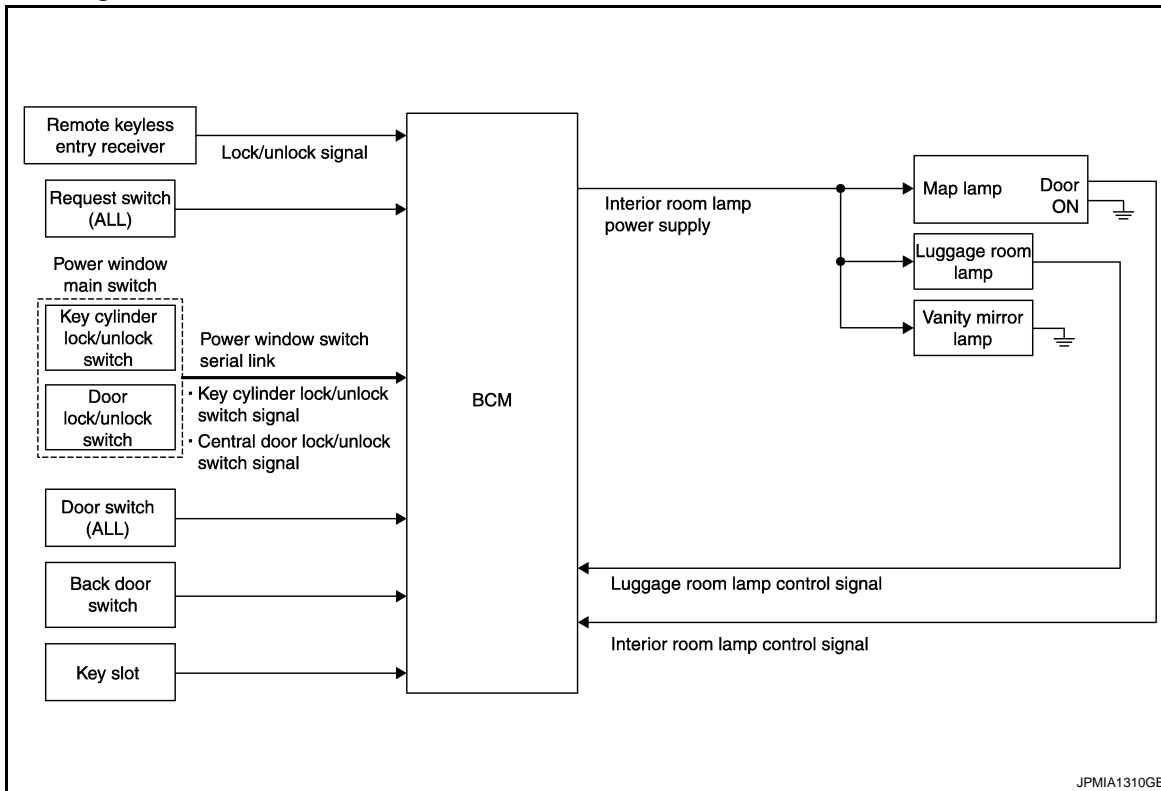 Remote keyless
entry receiver
Lock/unlock signal
Request switch
(ALL)
Power window
main switch
Key cylinder
lock/unlock
switch
Door
lock/unlock
switch
Power window switch
serial link
· Key cylinder lock/unlock
switch signal
· Central door lock/unlock
switch signal
Door switch
(ALL)
Back door
switch
Key slot
BCM
Interior room lamp
power supply
Map lamp
Door
ON
Luggage room
lamp
Vanity mirror
lamp
Luggage room lamp control signal
Interior room lamp control signal